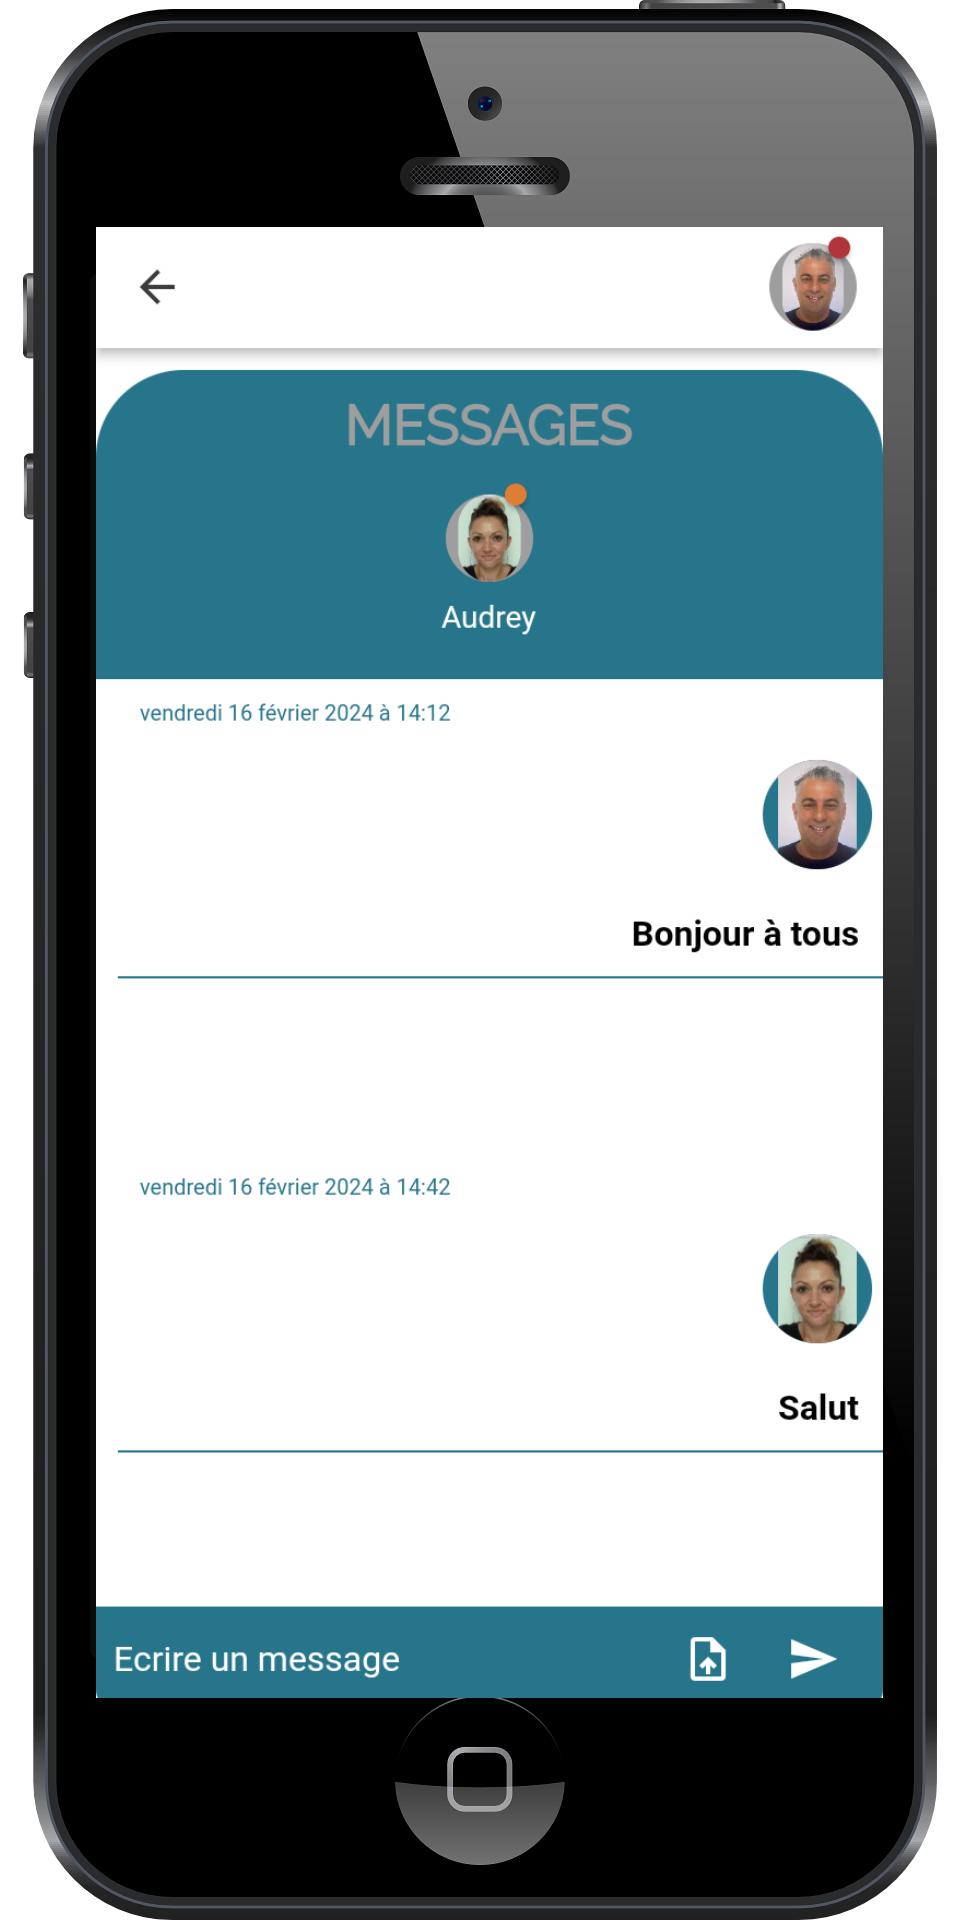 MESSAGES
Audrey
vendredi 16 février 2024 à 14:12
Bonjour à tous
vendredi 16 février 2024 à 14:42
Salut
Ecrire un message